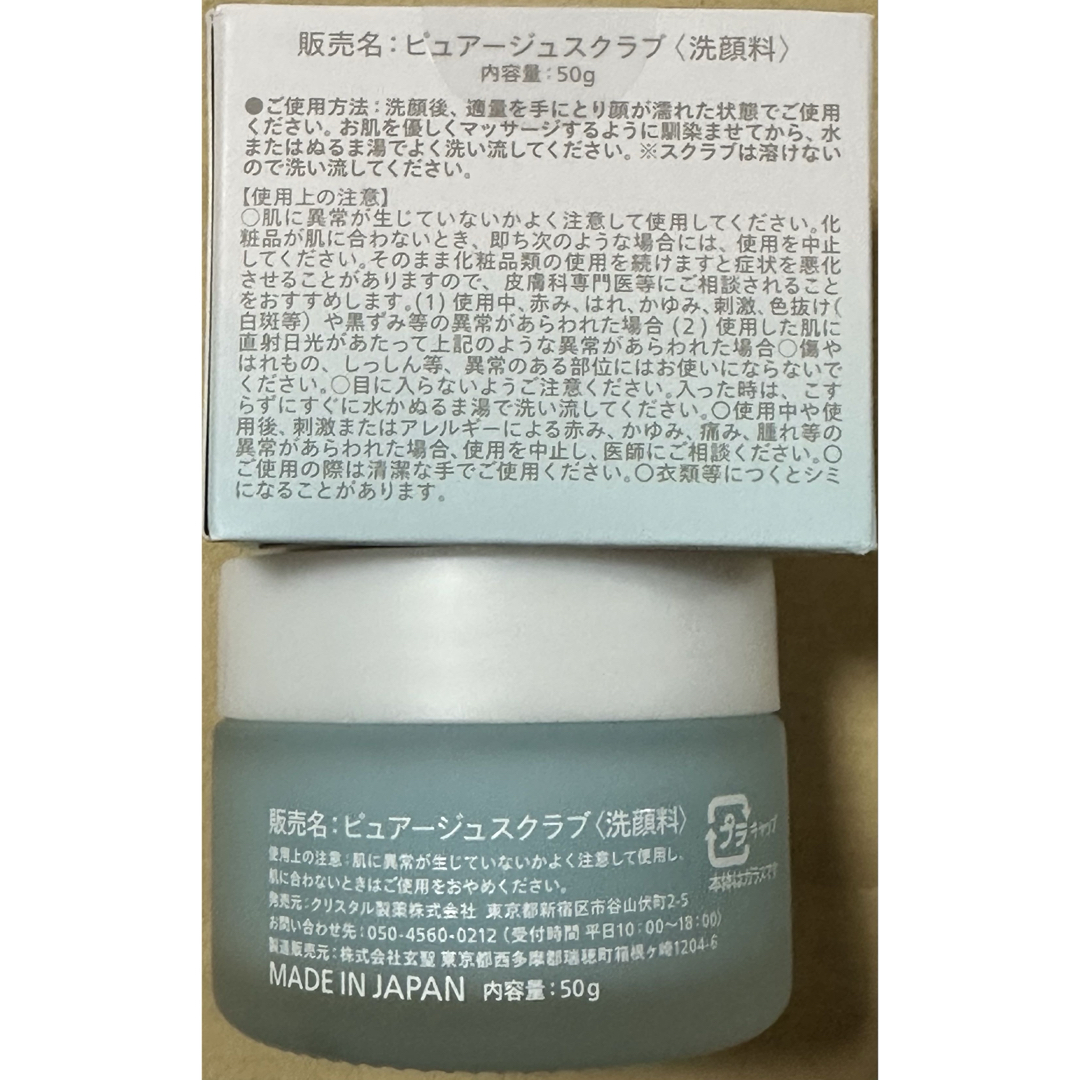 販売名：ピュアージュスクラブ〈洗顔料〉
内容量：50g
●ご使用方法：洗顔後、適量を手にとり顔が濡れた状態でご使用
ください。お肌を優しくマッサージするように馴染ませてから、水
またはぬるま湯でよく洗い流してください。※スクラブは溶けない
ので洗い流してください。
【使用上の注意】
○肌に異常が生じていないかよく注意して使用してください。化
粧品が肌に合わないとき、即ち次のような場合には、使用を中止
してください。そのまま化粧品類の使用を続けますと症状を悪化
させることがありますので、皮膚科専門医等にご相談されること
をおすすめします。(1) 使用中、赤み、はれ、かゆみ、刺激、色抜け（
白斑等）や黒ずみ等の異常があらわれた場合 (2) 使用した肌に
直射日光があたって上記のような異常があらわれた場合○傷や
はれもの、しっしん等、異常のある部位にはお使いにならないで
ください。○目に入らないようご注意ください。入った時は、こす
らずにすぐに水かぬるま湯で洗い流してください。○使用中や使
用後、刺激またはアレルギーによる赤み、かゆみ、痛み、腫れ等の
異常があらわれた場合、使用を中止し、医師にご相談ください。○
ご使用の際は清潔な手でご使用ください。○衣類等につくとシミ
になることがあります。
販売名：ピュアージュスクラブ〈洗顔料〉
プラ キャップ
本体はガラスです
使用上の注意：肌に異常が生じていないかよく注意して使用し、
肌に合わないときはご使用をおやめください。
発売元：クリスタル製薬株式会社 東京都新宿区市谷山伏町2-5
お問い合わせ先：050-4560-0212（受付時間 平日10：00〜18：00）
製造販売元：株式会社玄聖 東京都西多摩郡瑞穂町箱根ヶ崎1204-6
MADE IN JAPAN 内容量：50g